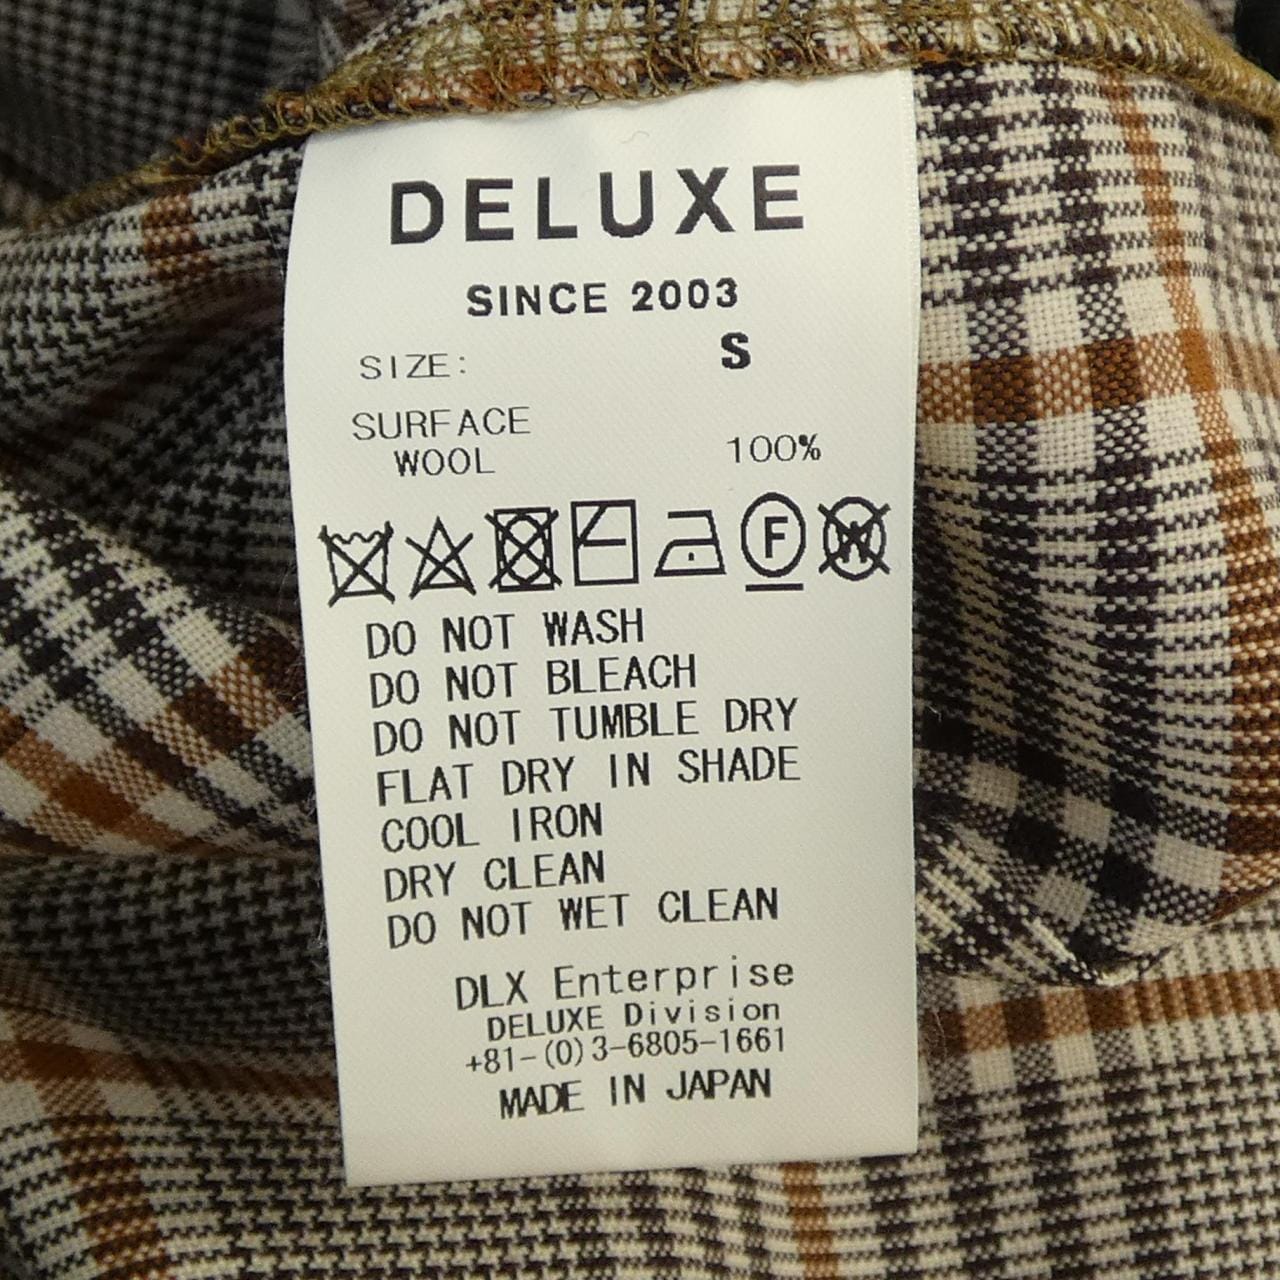 DELUXE
SINCE 2003
SIZE: S
SURFACE
WOOL 100%
F W
DO NOT WASH
DO NOT BLEACH
DO NOT TUMBLE DRY
FLAT DRY IN SHADE
COOL IRON
DRY CLEAN
DO NOT WET CLEAN
DLX Enterprise
DELUXE Division
+81-(0)3-6805-1661
MADE IN JAPAN